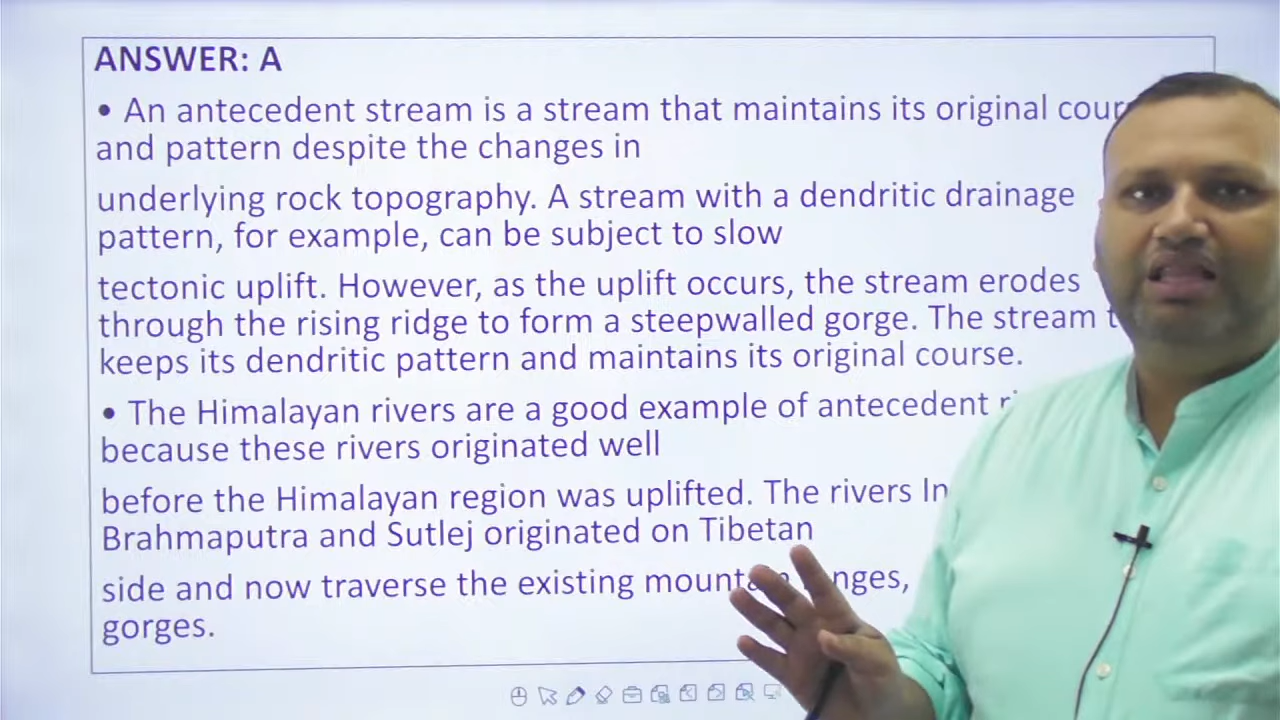 ANSWER: A
• An antecedent stream is a stream that maintains its original
and pattern despite the changes in
underlying rock topography. A stream with a dendritic drainage
pattern, for example, can be subject to slow
tectonic uplift. However, as the uplift occurs, the stream erodes
through the rising ridge to form a steepwalled gorge. The stream
keeps its dendritic pattern and maintains its original course.
• The Himalayan rivers are a good example of antecedent
because these rivers originated well
before the Himalayan region was uplifted. The rivers
Brahmaputra and Sutlej originated on Tibetan
side and now traverse the existing
gorges.